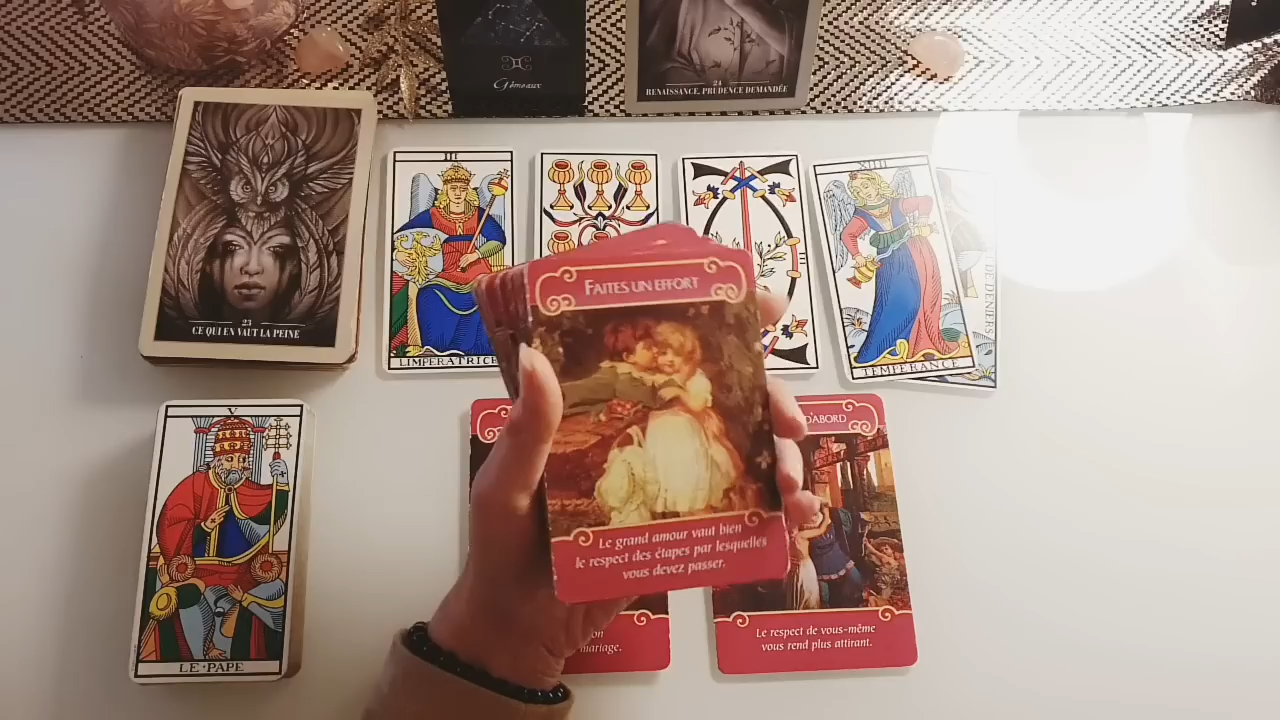 Gémeaux
24
RENAISSANCE, PRUDENCE DEMANDÉE
23
CE QUI EN VAUT LA PEINE
III
L'IMPERATRICE
XIIII
TEMPERANCE
DE DENIERS
FAITES UN EFFORT
Le grand amour vaut bien
le respect des étapes par lesquelles
vous devez passer.
D'ABORD
V
LE·PAPE
mariage.
Le respect de vous-même
vous rend plus attirant.